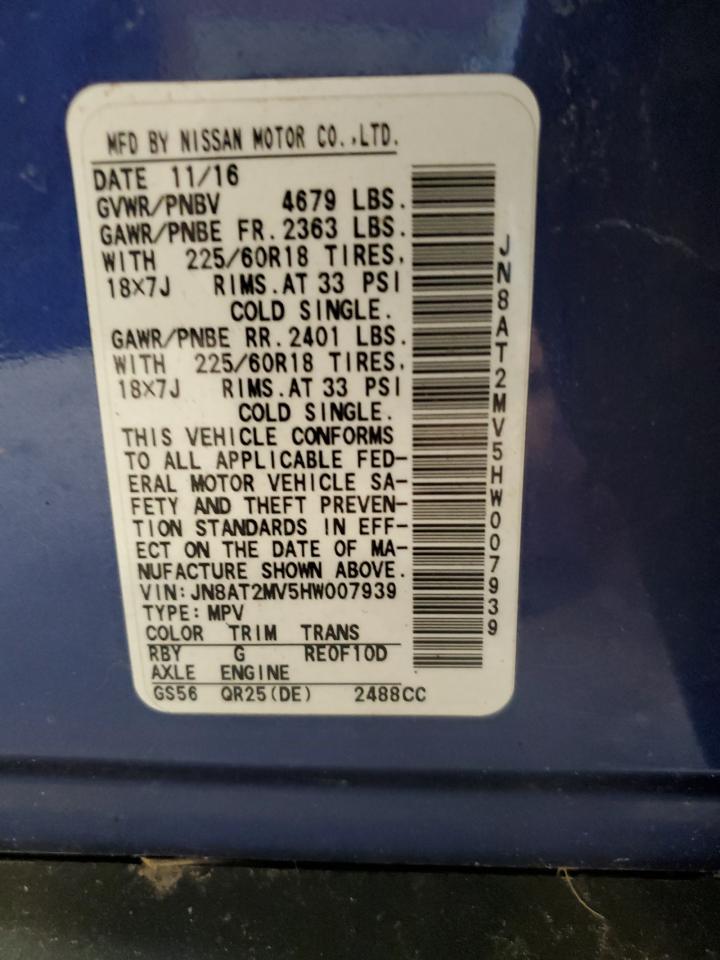 MFD BY NISSAN MOTOR CO.,LTD.
DATE 11/16
GVWR/PNBV 4679 LBS.
GAWR/PNBE FR. 2363 LBS.
WITH 225/60R18 TIRES,
18X7J RIMS.AT 33 PSI
COLD SINGLE.
GAWR/PNBE RR. 2401 LBS.
WITH 225/60R18 TIRES,
18X7J RIMS.AT 33 PSI
COLD SINGLE.
THIS VEHICLE CONFORMS
TO ALL APPLICABLE FED-
ERAL MOTOR VEHICLE SA-
FETY AND THEFT PREVEN-
TION STANDARDS IN EFF-
ECT ON THE DATE OF MA-
NUFACTURE SHOWN ABOVE.
VIN:JN8AT2MV5HW007939
TYPE:MPV
COLOR TRIM TRANS
RBY G RE0F10D
AXLE ENGINE
GS56 QR25(DE) 2488CC
JN8AT2MV5HW007939